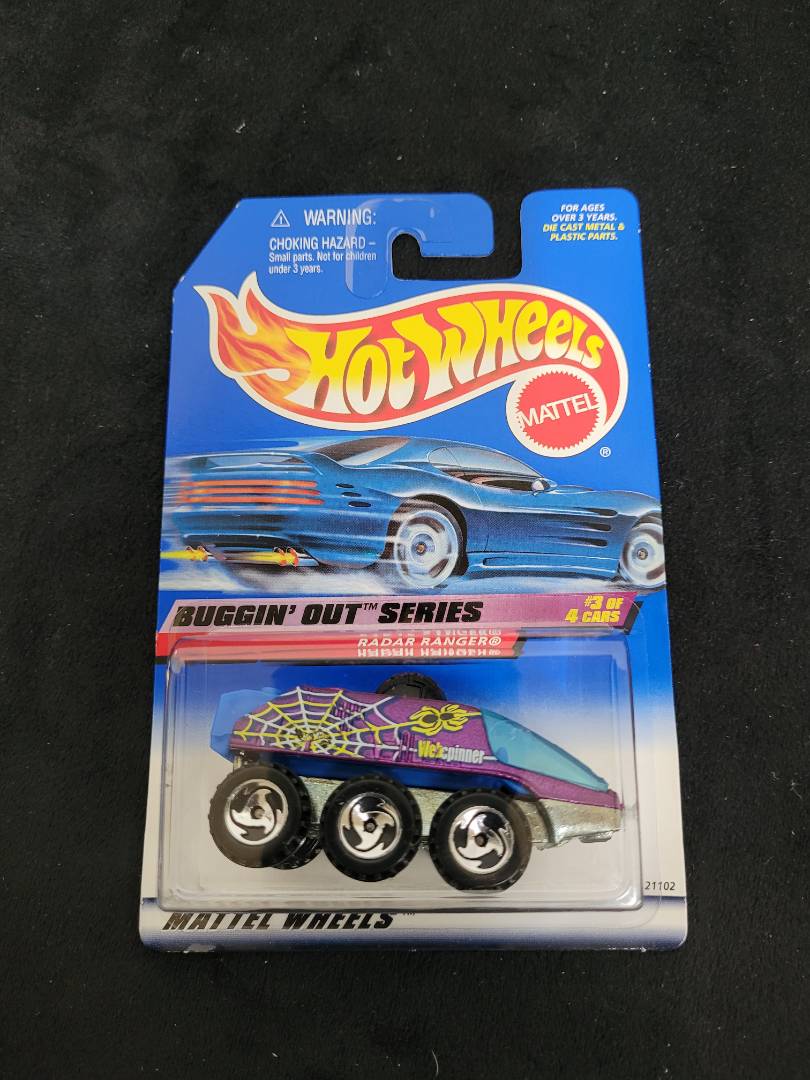 ⚠ WARNING:
CHOKING HAZARD –
Small parts. Not for children
under 3 years.
FOR AGES
OVER 3 YEARS.
DIE CAST METAL &
PLASTIC PARTS.
HOT WHEELS
MATTEL
®
BUGGIN' OUT™ SERIES
#3 OF
4 CARS
RADAR RANGER®
Webspinner
21102
MATTEL WHEELS™